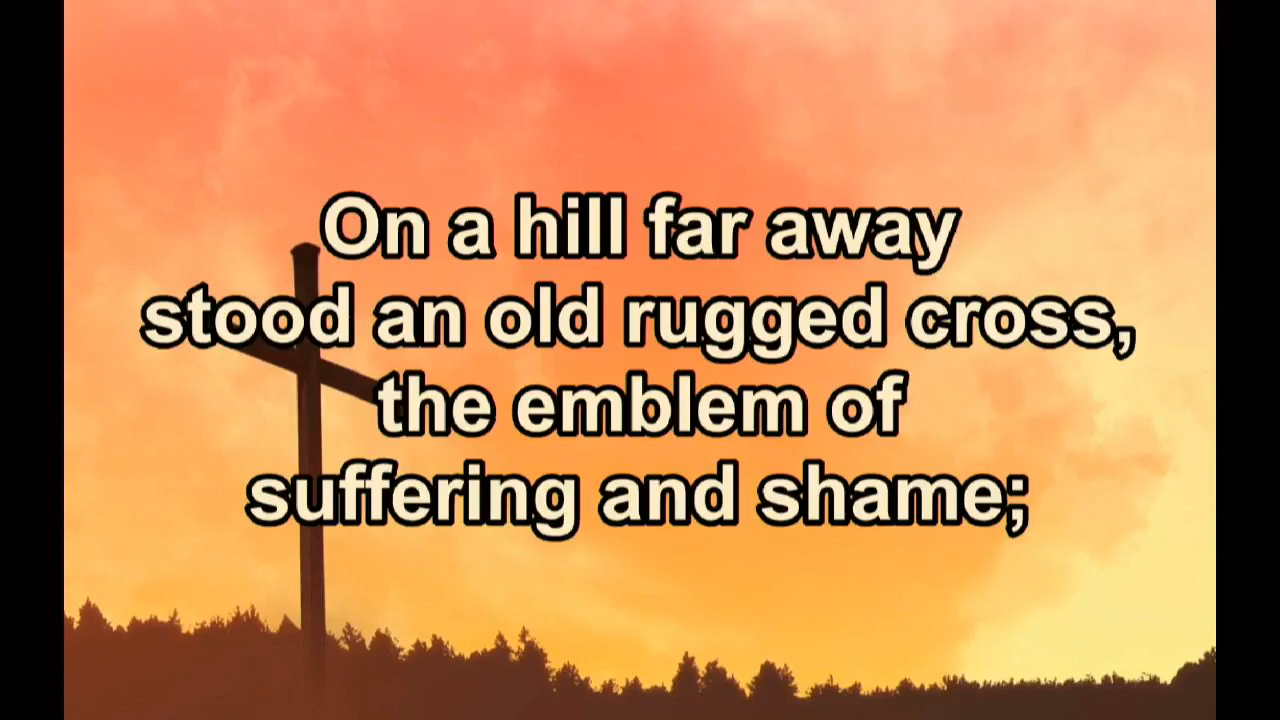 On a hill far away
stood an old rugged cross,
the emblem of
suffering and shame;